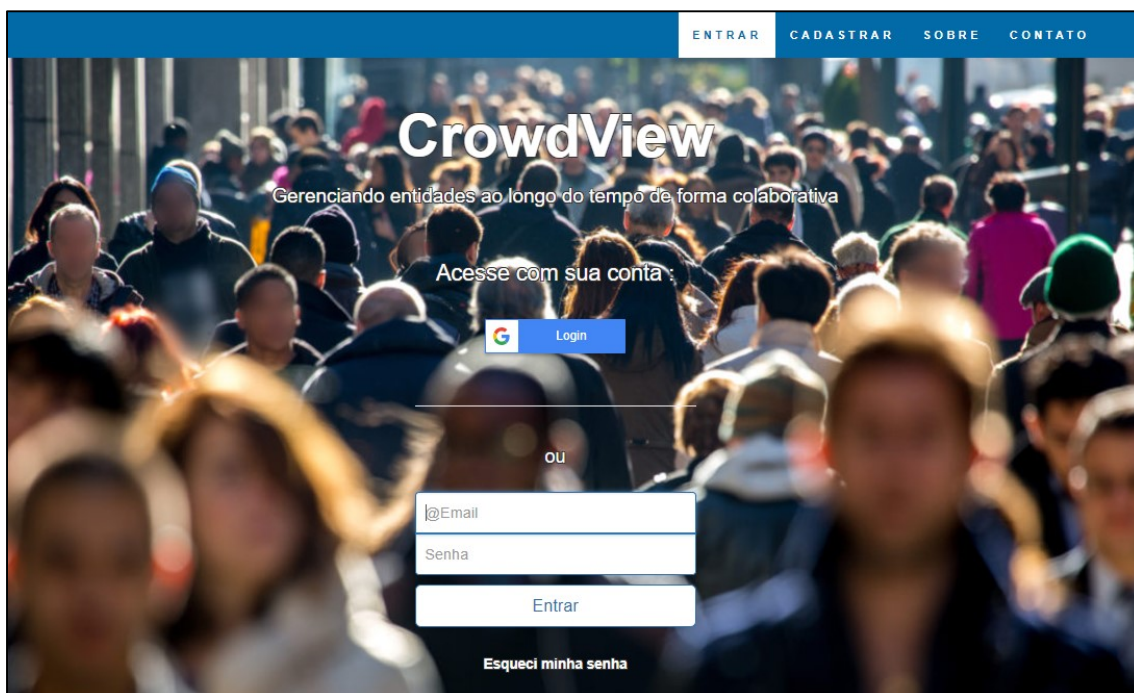 ENTRAR CADASTRAR SOBRE CONTATO
CrowdView
Gerenciando entidades ao longo do tempo de forma colaborativa
Acesse com sua conta :
G Login
ou
@Email
Senha
Entrar
Esqueci minha senha